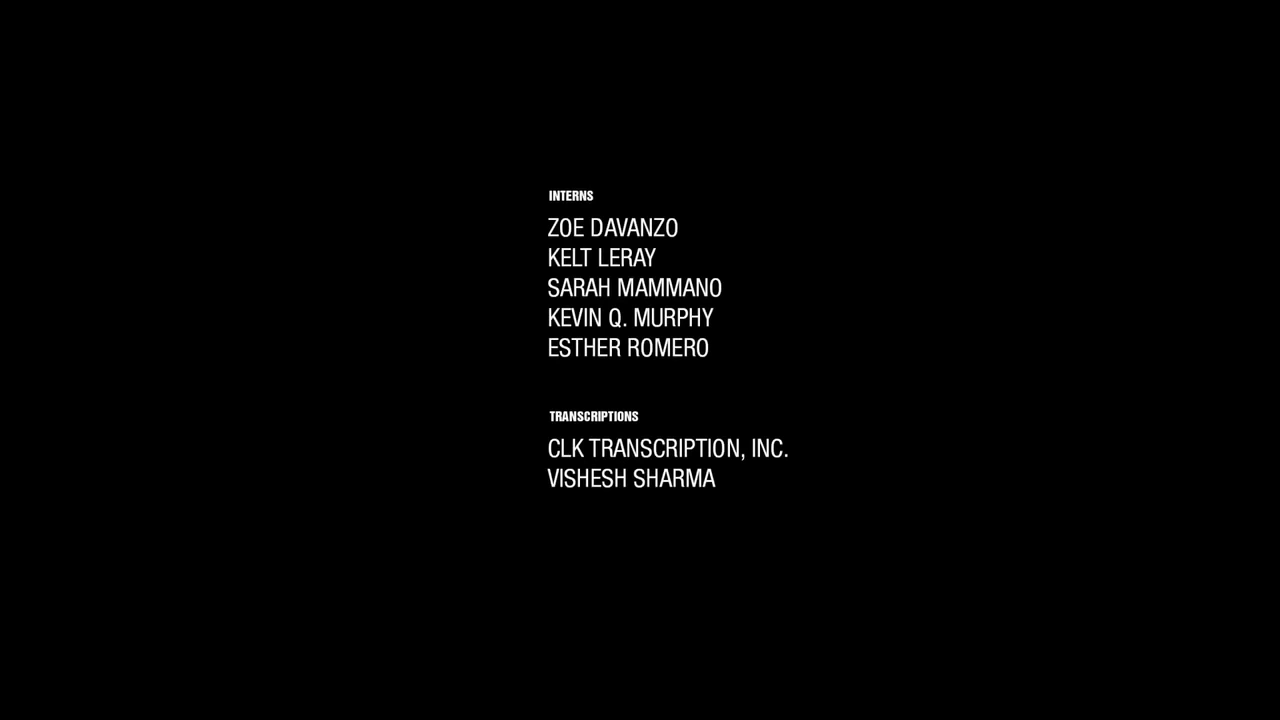 INTERNS
ZOE DAVANZO
KELT LERAY
SARAH MAMMANO
KEVIN Q. MURPHY
ESTHER ROMERO
TRANSCRIPTIONS
CLK TRANSCRIPTION, INC.
VISHESH SHARMA